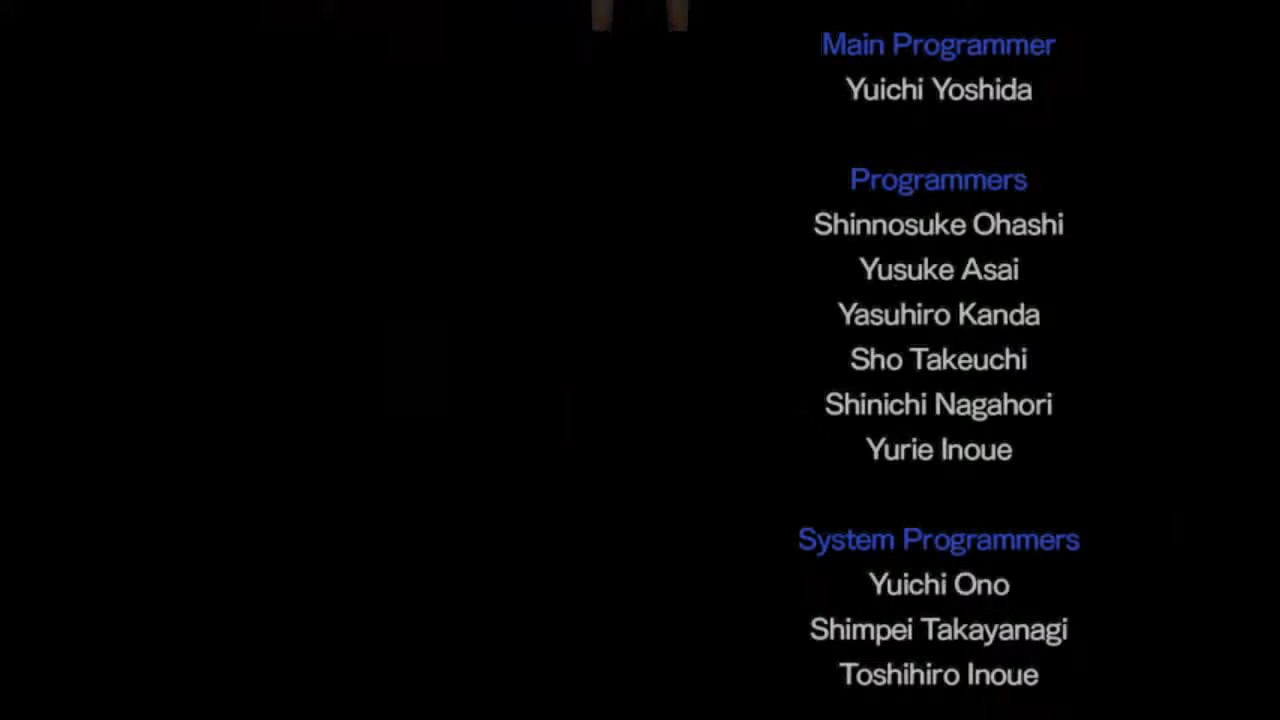 Main Programmer
Yuichi Yoshida
Programmers
Shinnosuke Ohashi
Yusuke Asai
Yasuhiro Kanda
Sho Takeuchi
Shinichi Nagahori
Yurie Inoue
System Programmers
Yuichi Ono
Shimpei Takayanagi
Toshihiro Inoue